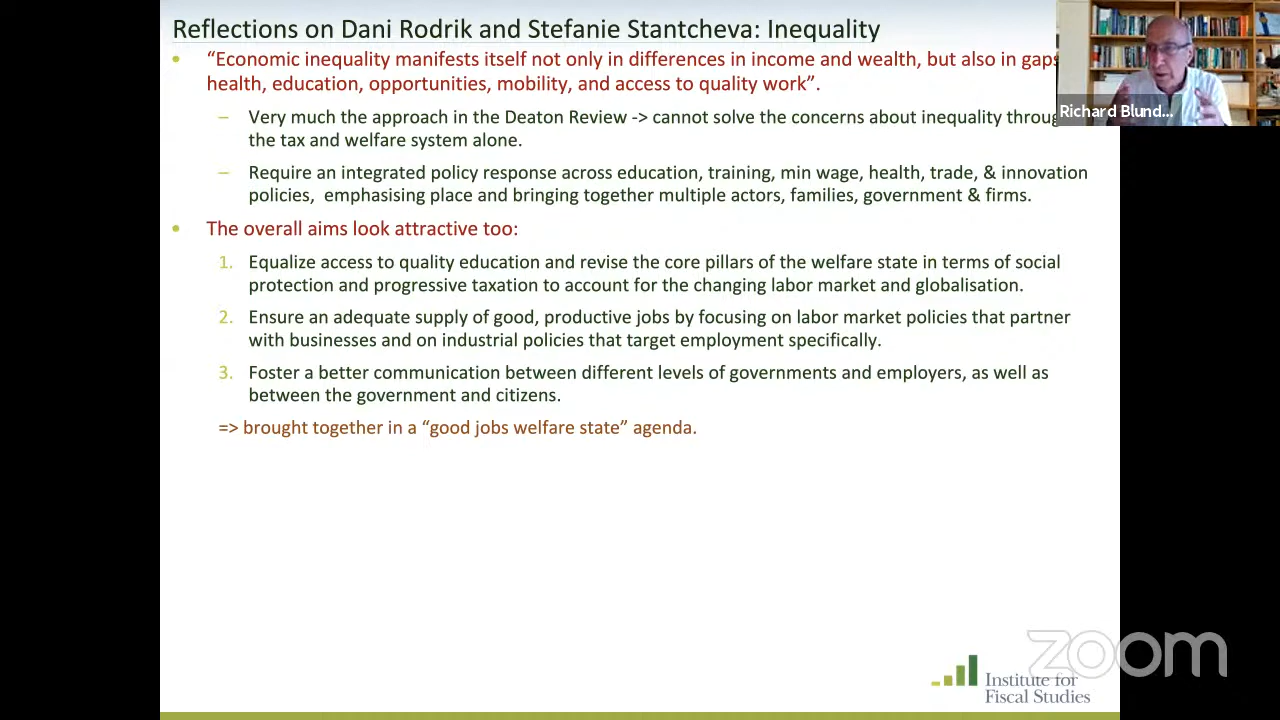 Reflections on Dani Rodrik and Stefanie Stantcheva: Inequality
• “Economic inequality manifests itself not only in differences in income and wealth, but also in gaps
health, education, opportunities, mobility, and access to quality work”.
– Very much the approach in the Deaton Review -> cannot solve the concerns about inequality throu
the tax and welfare system alone.
– Require an integrated policy response across education, training, min wage, health, trade, & innovation
policies, emphasising place and bringing together multiple actors, families, government & firms.
• The overall aims look attractive too:
1. Equalize access to quality education and revise the core pillars of the welfare state in terms of social
protection and progressive taxation to account for the changing labor market and globalisation.
2. Ensure an adequate supply of good, productive jobs by focusing on labor market policies that partner
with businesses and on industrial policies that target employment specifically.
3. Foster a better communication between different levels of governments and employers, as well as
between the government and citizens.
=> brought together in a “good jobs welfare state” agenda.
Richard Blund...
zoom
Institute for
Fiscal Studies